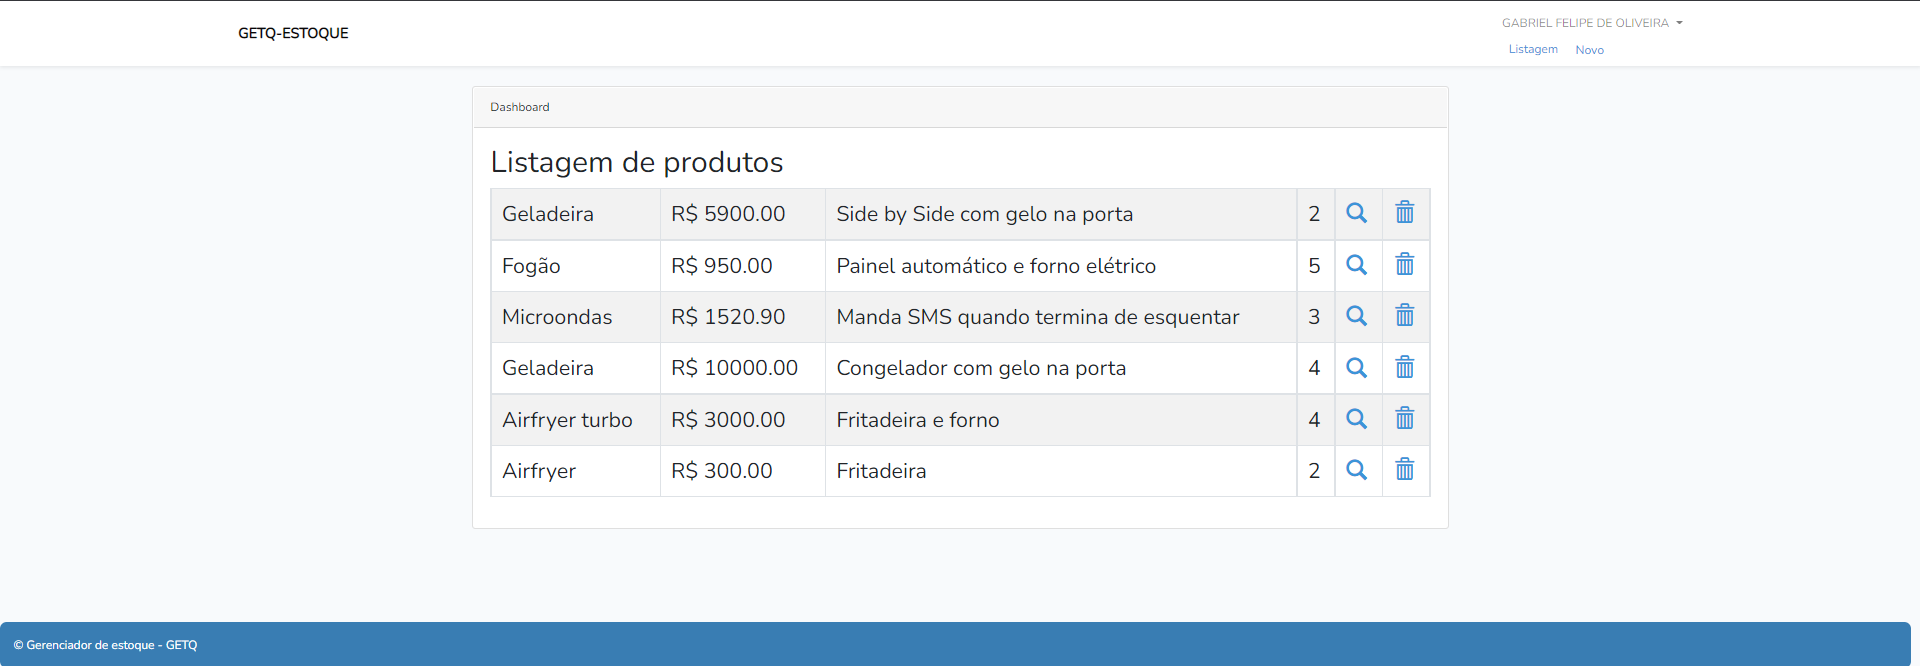 GETQ-ESTOQUE
GABRIEL FELIPE DE OLIVEIRA
Listagem Novo
Dashboard
Listagem de produtos
Geladeira R$ 5900.00 Side by Side com gelo na porta 2
Fogão R$ 950.00 Painel automático e forno elétrico 5
Microondas R$ 1520.90 Manda SMS quando termina de esquentar 3
Geladeira R$ 10000.00 Congelador com gelo na porta 4
Airfryer turbo R$ 3000.00 Fritadeira e forno 4
Airfryer R$ 300.00 Fritadeira 2
© Gerenciador de estoque - GETQ